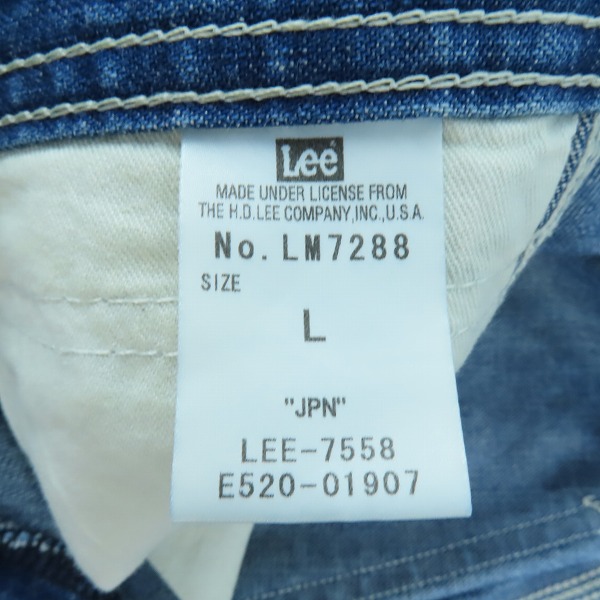 Lee
MADE UNDER LICENSE FROM
THE H.D.LEE COMPANY,INC.,U.S.A.
No. LM7288
SIZE
L
"JPN"
LEE-7558
E520-01907